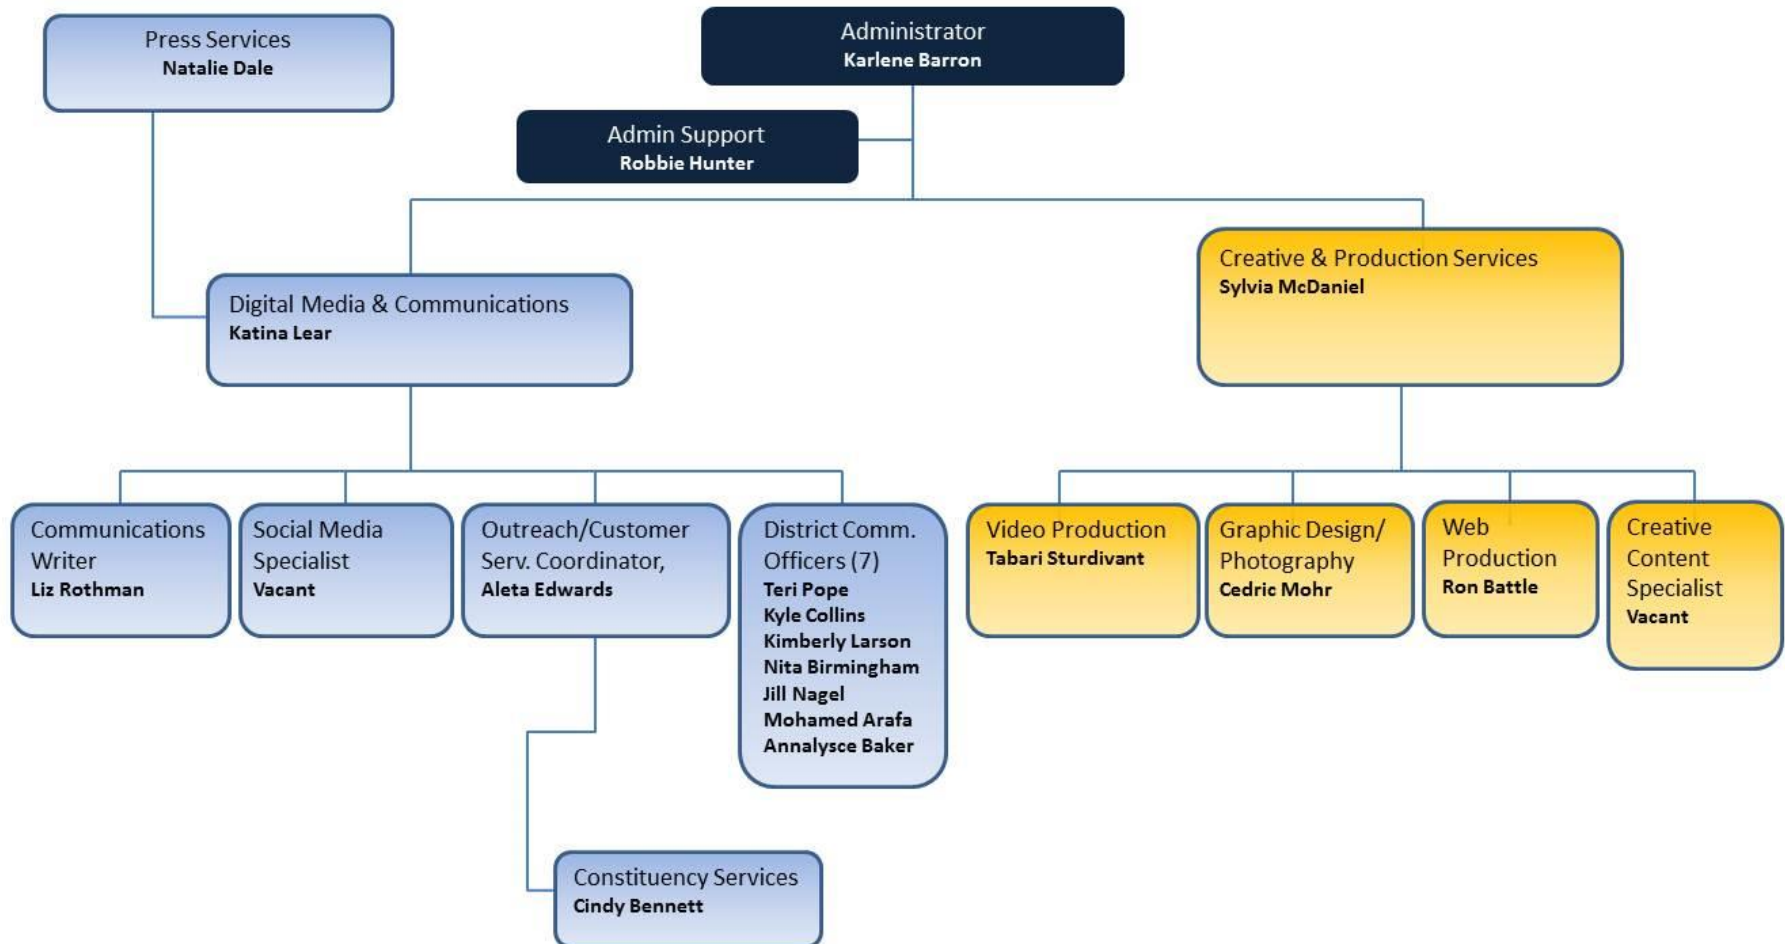 Press Services
Natalie Dale
Administrator
Karlene Barron
Admin Support
Robbie Hunter
Digital Media & Communications
Katina Lear
Creative & Production Services
Sylvia McDaniel
Communications
Writer
Liz Rothman
Social Media
Specialist
Vacant
Outreach/Customer
Serv. Coordinator,
Aleta Edwards
District Comm.
Officers (7)
Teri Pope
Kyle Collins
Kimberly Larson
Nita Birmingham
Jill Nagel
Mohamed Arafa
Annalysce Baker
Video Production
Tabari Sturdivant
Graphic Design/
Photography
Cedric Mohr
Web
Production
Ron Battle
Creative
Content
Specialist
Vacant
Constituency Services
Cindy Bennett